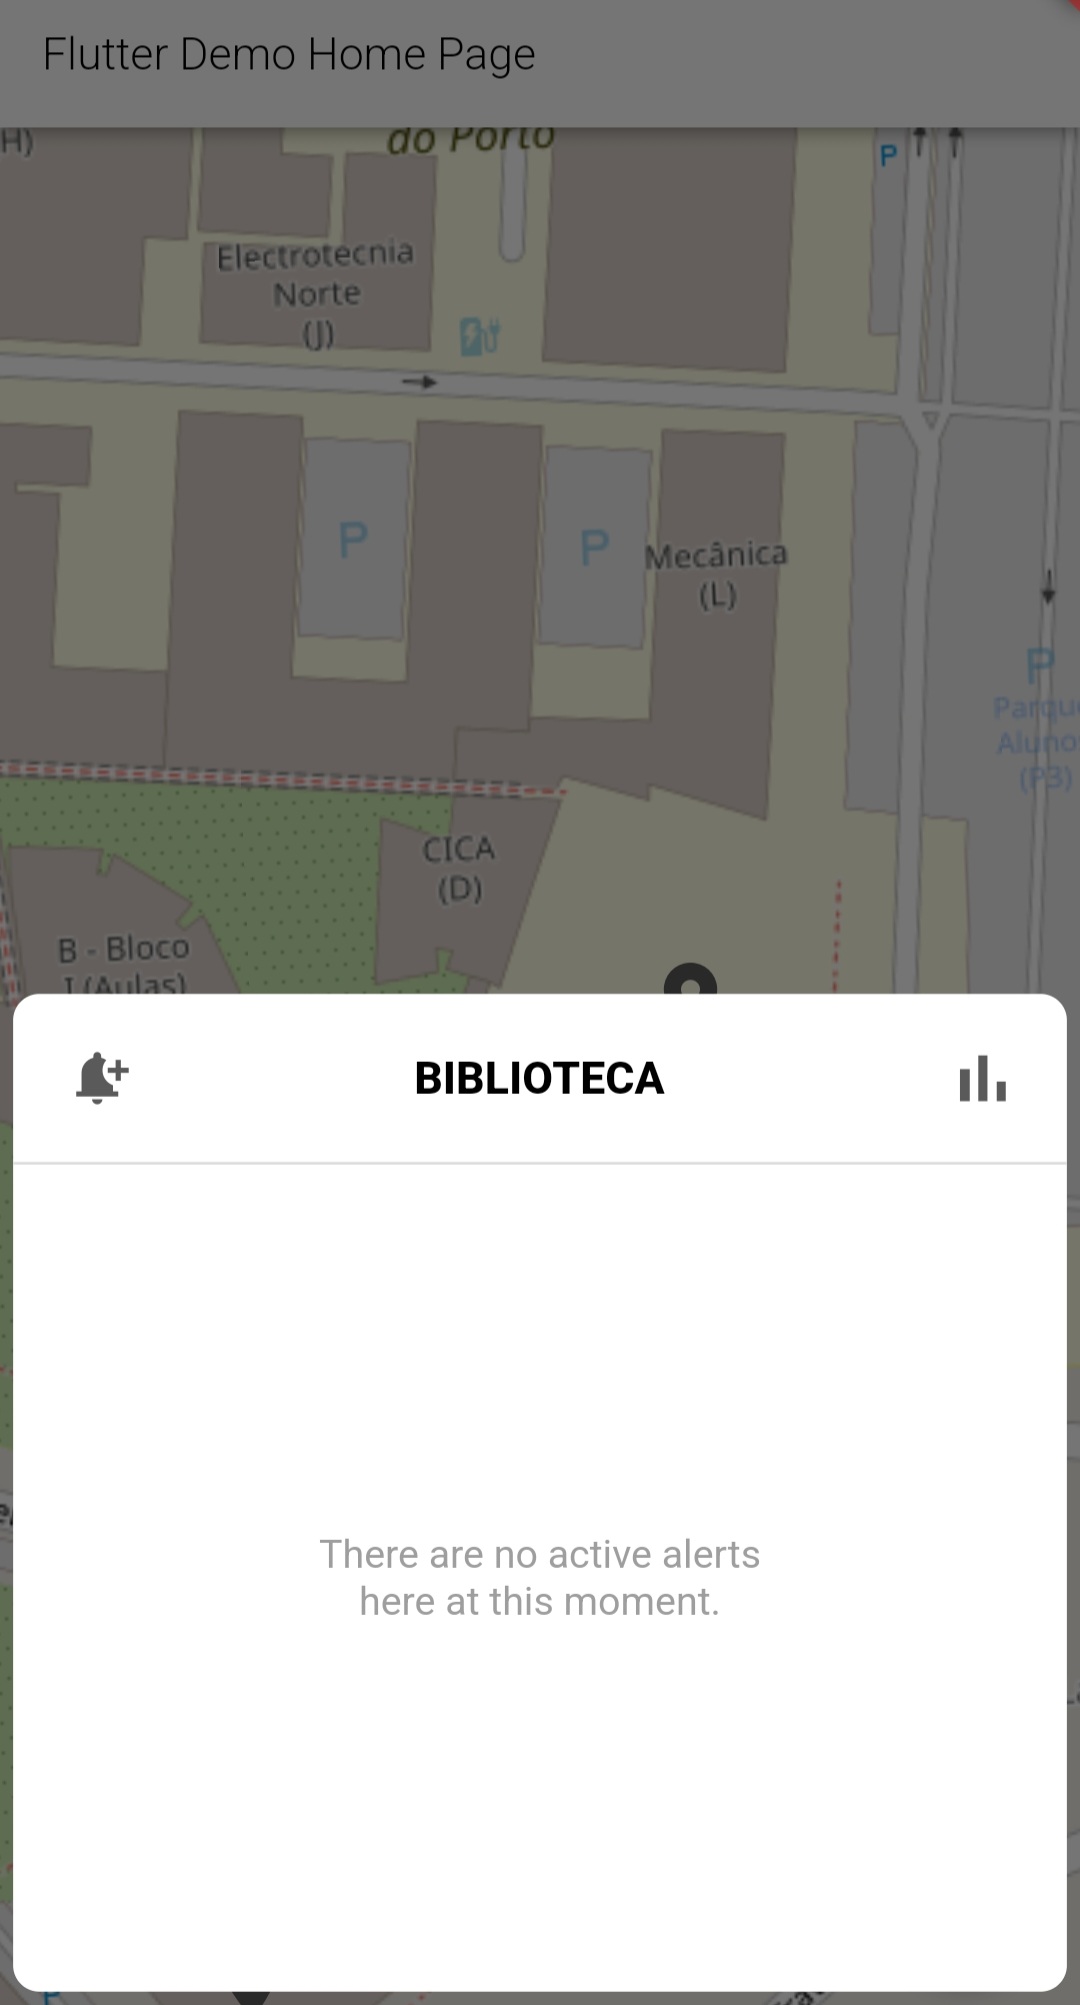 Flutter Demo Home Page
H)
do Porto
P
Electrotecnia
Norte
(J)
P
P
Mecânica
(L)
P
Parque
Aluno
(P3)
CICA
(D)
B - Bloco
I (Aulas)
BIBLIOTECA
There are no active alerts
here at this moment.
P